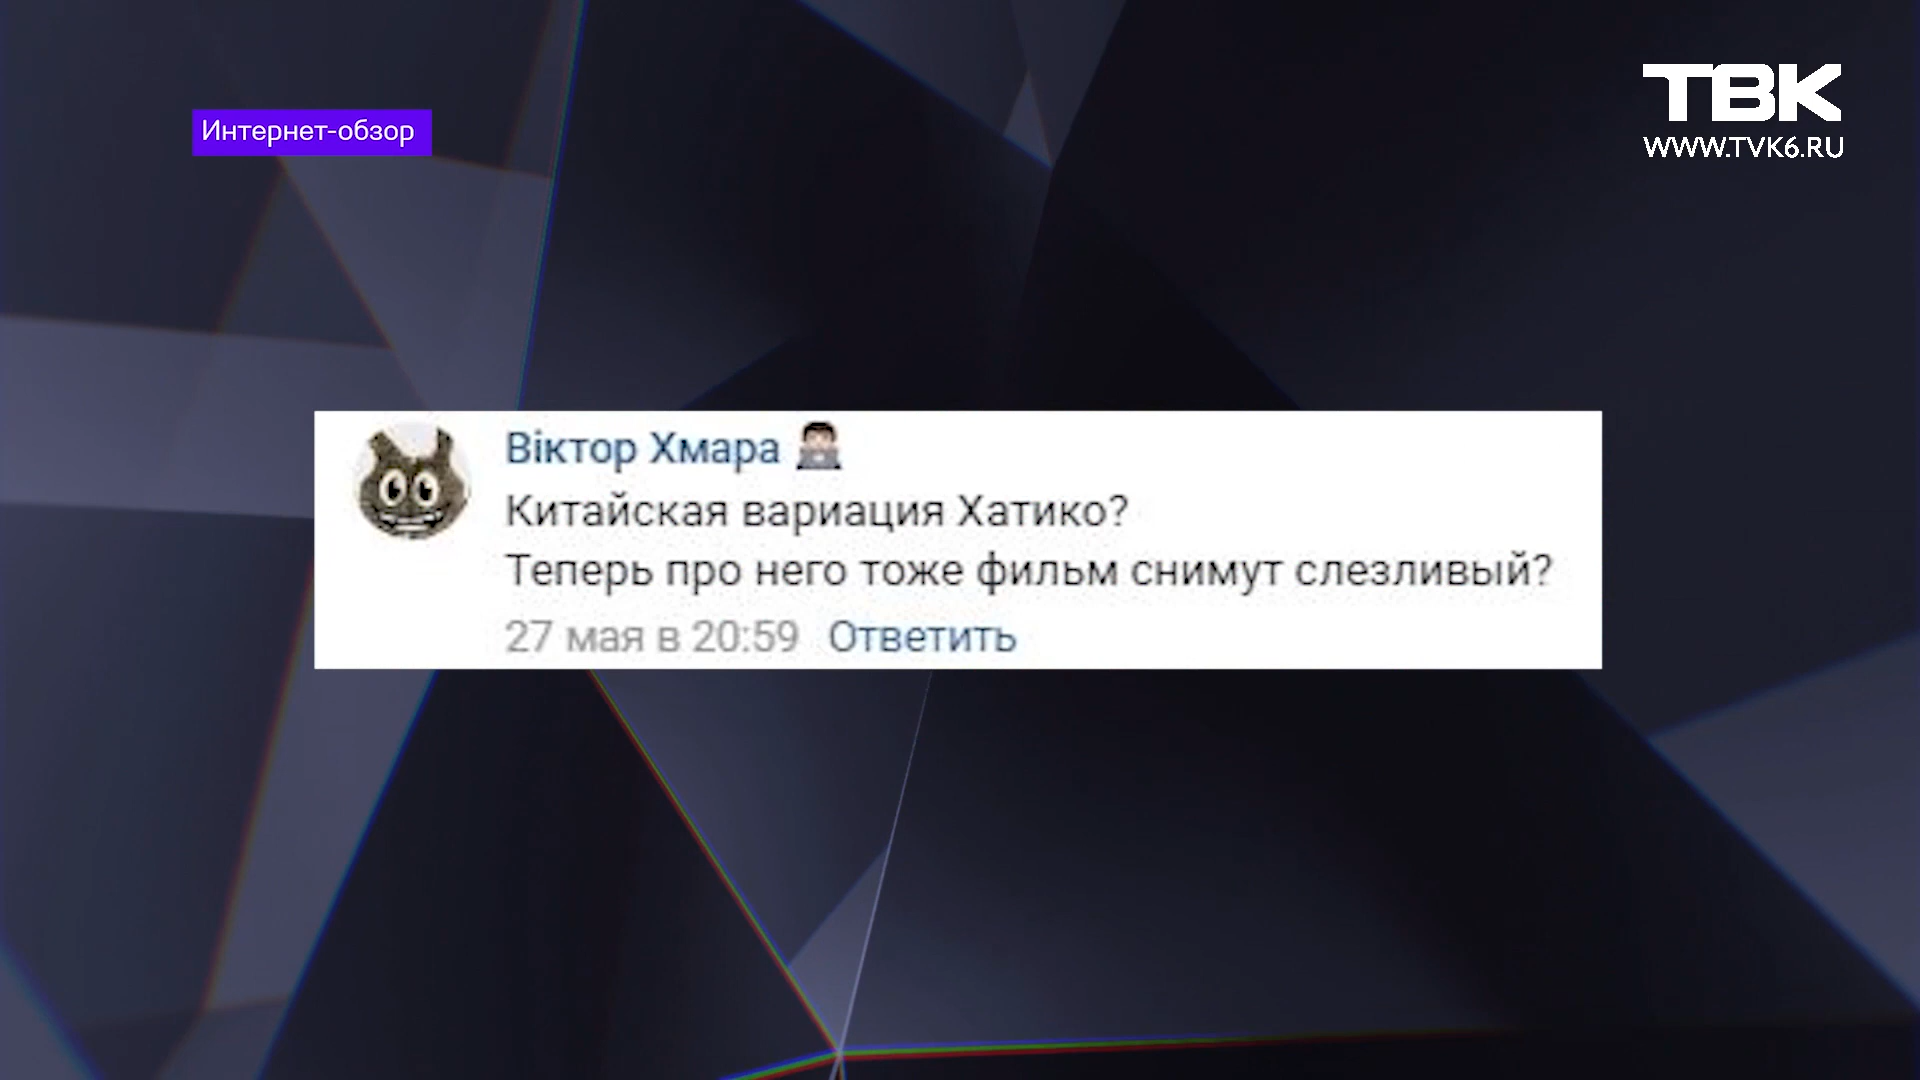 Интернет-обзор
ТВК
WWW.TVK6.RU
Віктор Хмара
Китайская вариация Хатико?
Теперь про него тоже фильм снимут слезливый?
27 мая в 20:59 Ответить